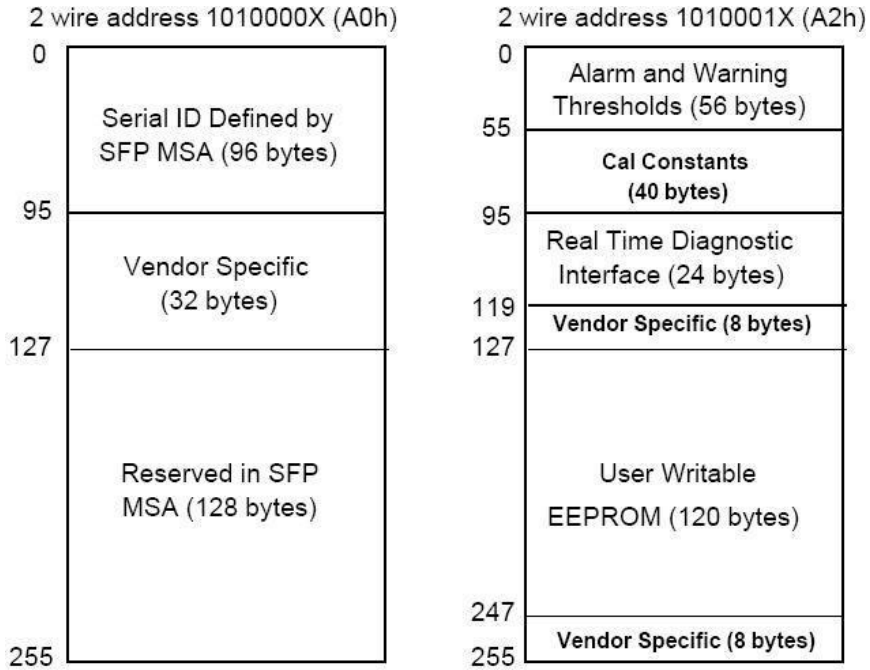 2 wire address 1010000X (A0h)
0
Serial ID Defined by
SFP MSA (96 bytes)
95
Vendor Specific
(32 bytes)
127
Reserved in SFP
MSA (128 bytes)
255
2 wire address 1010001X (A2h)
0
Alarm and Warning
Thresholds (56 bytes)
55
Cal Constants
(40 bytes)
95
Real Time Diagnostic
Interface (24 bytes)
119
Vendor Specific (8 bytes)
127
User Writable
EEPROM (120 bytes)
247
Vendor Specific (8 bytes)
255